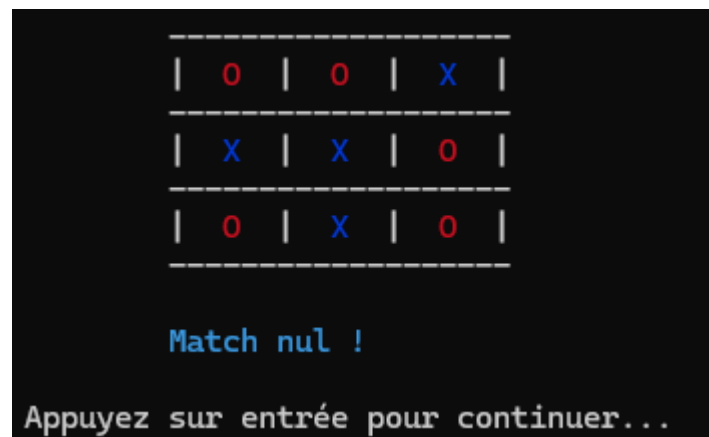 -------------------
|  O  |  O  |  X  |
-------------------
|  X  |  X  |  O  |
-------------------
|  O  |  X  |  O  |
-------------------
Match nul !
Appuyez sur entrée pour continuer...